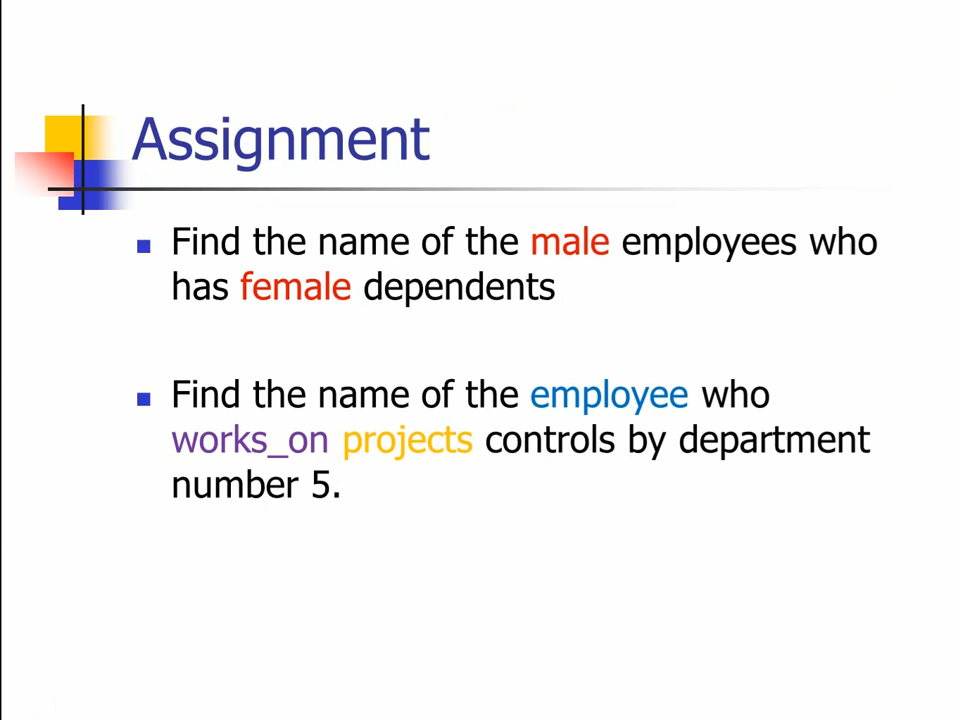 Assignment
Find the name of the male employees who
has female dependents
Find the name of the employee who
works_on projects controls by department
number 5.